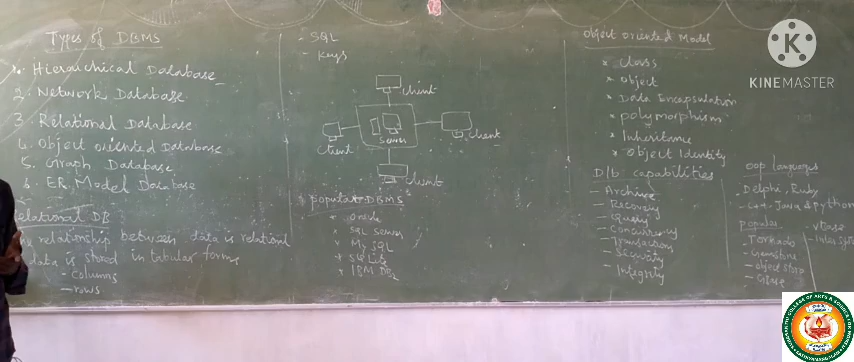 Types of DBMS
1. Hierarchical Database
2. Network Database
3. Relational Database
4. Object oriented Database
5. Graph Database
6. ER Model Database
Relational DB
relationship between data is relational
data is stored in tabular forms
- columns
- rows
- SQL
- Keys
client
client
Server
client
client
popular DBMS
* Oracle
* SQL Server
* My SQL
* SQLite
* IBM DB2
Object oriented Model
* class
* object
* Data Encapsulation
* polymorphism
* Inheritance
* Object Identity
D/b capabilities
- Archive
- Recovery
- Query
- Concurrency
- Transaction
- Security
- Integrity
oop languages
- Delphi, Ruby
- C++, Java & python
popular
- Tornado
- Gemstone
- object store
- Gbase
- vbase
K
KINEMASTER